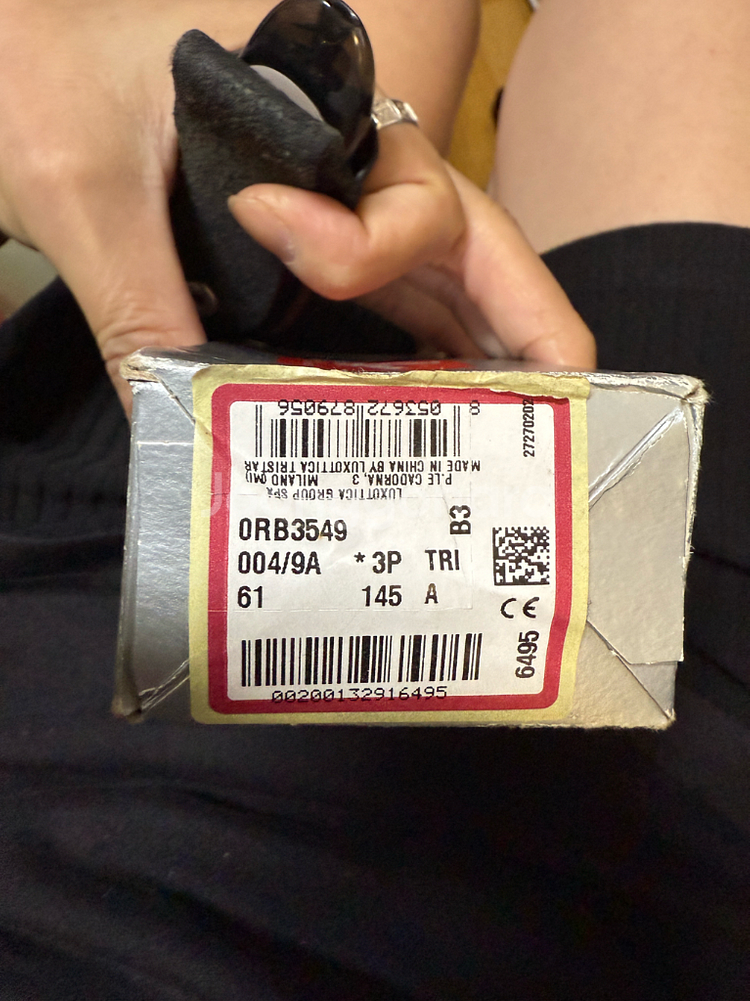 8 053672 879056
MADE IN CHINA BY LUXOTTICA TRISTAR
P.LE CADORNA, 3 MILANO (MI)
LUXOTTICA GROUP SPA
27270202
B3
0RB3549
004/9A * 3P TRI
61 145 A
CE
6495
00200132916495